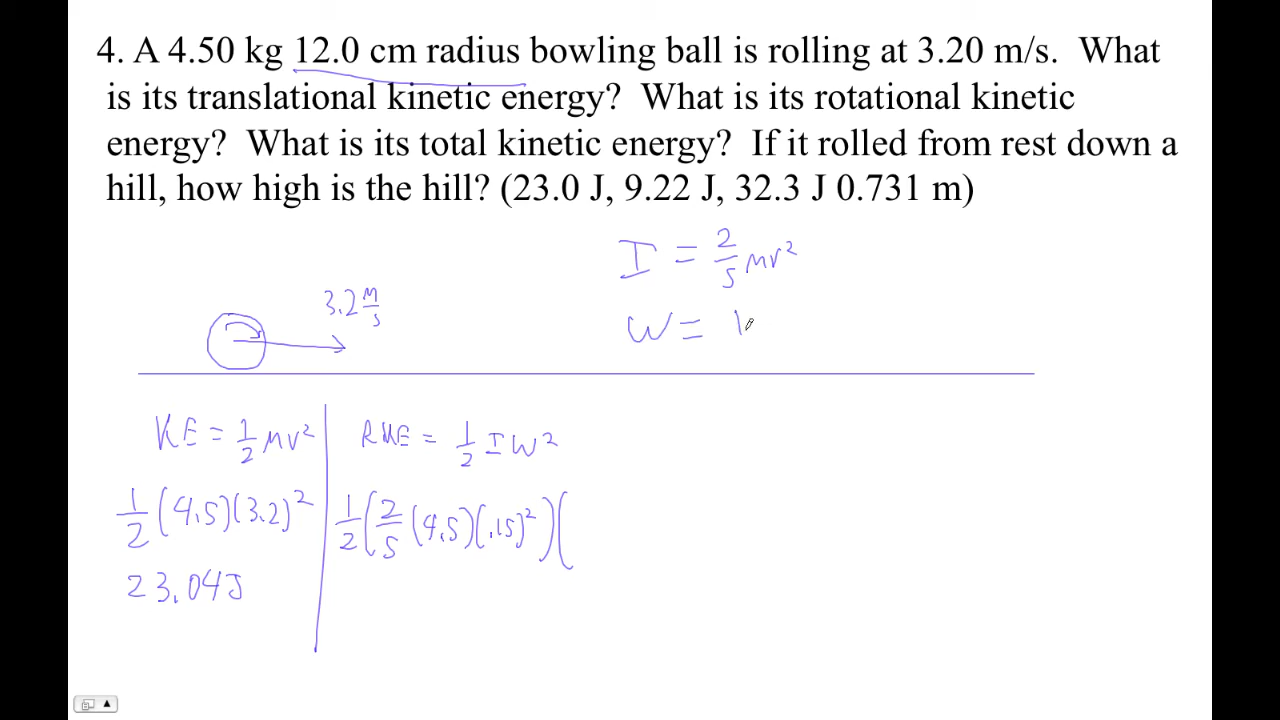 4. A 4.50 kg 12.0 cm radius bowling ball is rolling at 3.20 m/s. What
is its translational kinetic energy? What is its rotational kinetic
energy? What is its total kinetic energy? If it rolled from rest down a
hill, how high is the hill? (23.0 J, 9.22 J, 32.3 J 0.731 m)
I = 2/5 mr²
3.2 m/s
W =
KE = 1/2 mv²
RKE = 1/2 I W²
1/2 (4.5)(3.2)²
1/2 (2/5 (4.5)(.15)²)(
23.04J